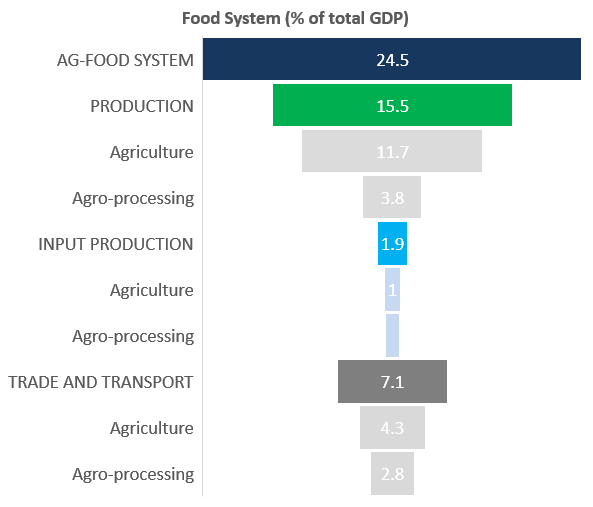 Food System (% of total GDP)
AG-FOOD SYSTEM 24.5
PRODUCTION 15.5
Agriculture 11.7
Agro-processing 3.8
INPUT PRODUCTION 1.9
Agriculture 1
Agro-processing
TRADE AND TRANSPORT 7.1
Agriculture 4.3
Agro-processing 2.8